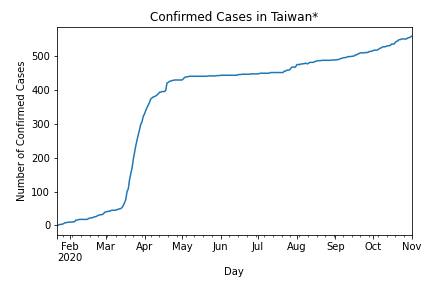 Confirmed Cases in Taiwan*
Number of Confirmed Cases
500
400
300
200
100
0
Feb Mar Apr May Jun Jul Aug Sep Oct Nov
2020
Day